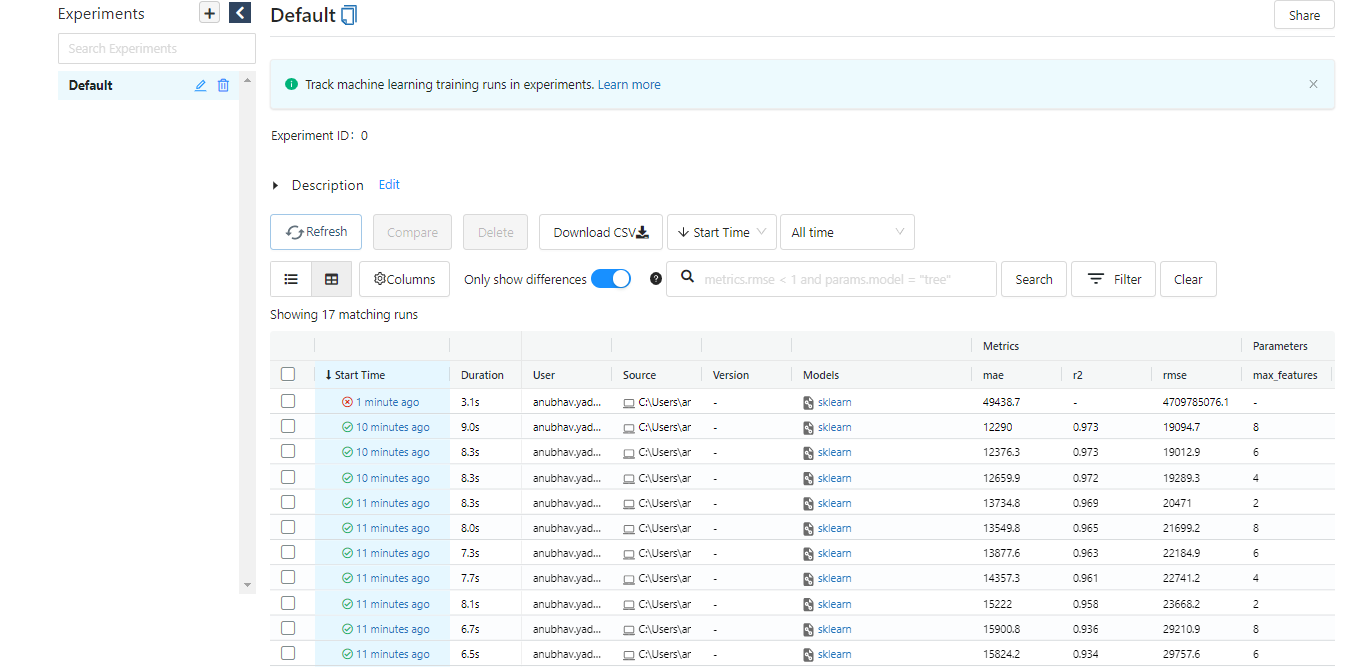 Experiments + Default Share
Search Experiments
Default
Track machine learning training runs in experiments. Learn more
Experiment ID: 0
Description Edit
Refresh Compare Delete Download CSV Start Time All time
Columns Only show differences ? metrics.rmse < 1 and params.model = "tree" Search Filter Clear
Showing 17 matching runs
Metrics Parameters
↓ Start Time Duration User Source Version Models mae r2 rmse max_features
1 minute ago 3.1s anubhav.yad... C:\Users\ar - sklearn 49438.7 - 4709785076.1 -
10 minutes ago 9.0s anubhav.yad... C:\Users\ar - sklearn 12290 0.973 19094.7 8
10 minutes ago 8.3s anubhav.yad... C:\Users\ar - sklearn 12376.3 0.973 19012.9 6
10 minutes ago 8.3s anubhav.yad... C:\Users\ar - sklearn 12659.9 0.972 19289.3 4
11 minutes ago 8.3s anubhav.yad... C:\Users\ar - sklearn 13734.8 0.969 20471 2
11 minutes ago 8.0s anubhav.yad... C:\Users\ar - sklearn 13549.8 0.965 21699.2 8
11 minutes ago 7.3s anubhav.yad... C:\Users\ar - sklearn 13877.6 0.963 22184.9 6
11 minutes ago 7.7s anubhav.yad... C:\Users\ar - sklearn 14357.3 0.961 22741.2 4
11 minutes ago 8.1s anubhav.yad... C:\Users\ar - sklearn 15222 0.958 23668.2 2
11 minutes ago 6.7s anubhav.yad... C:\Users\ar - sklearn 15900.8 0.936 29210.9 8
11 minutes ago 6.5s anubhav.yad... C:\Users\ar - sklearn 15824.2 0.934 29757.6 6